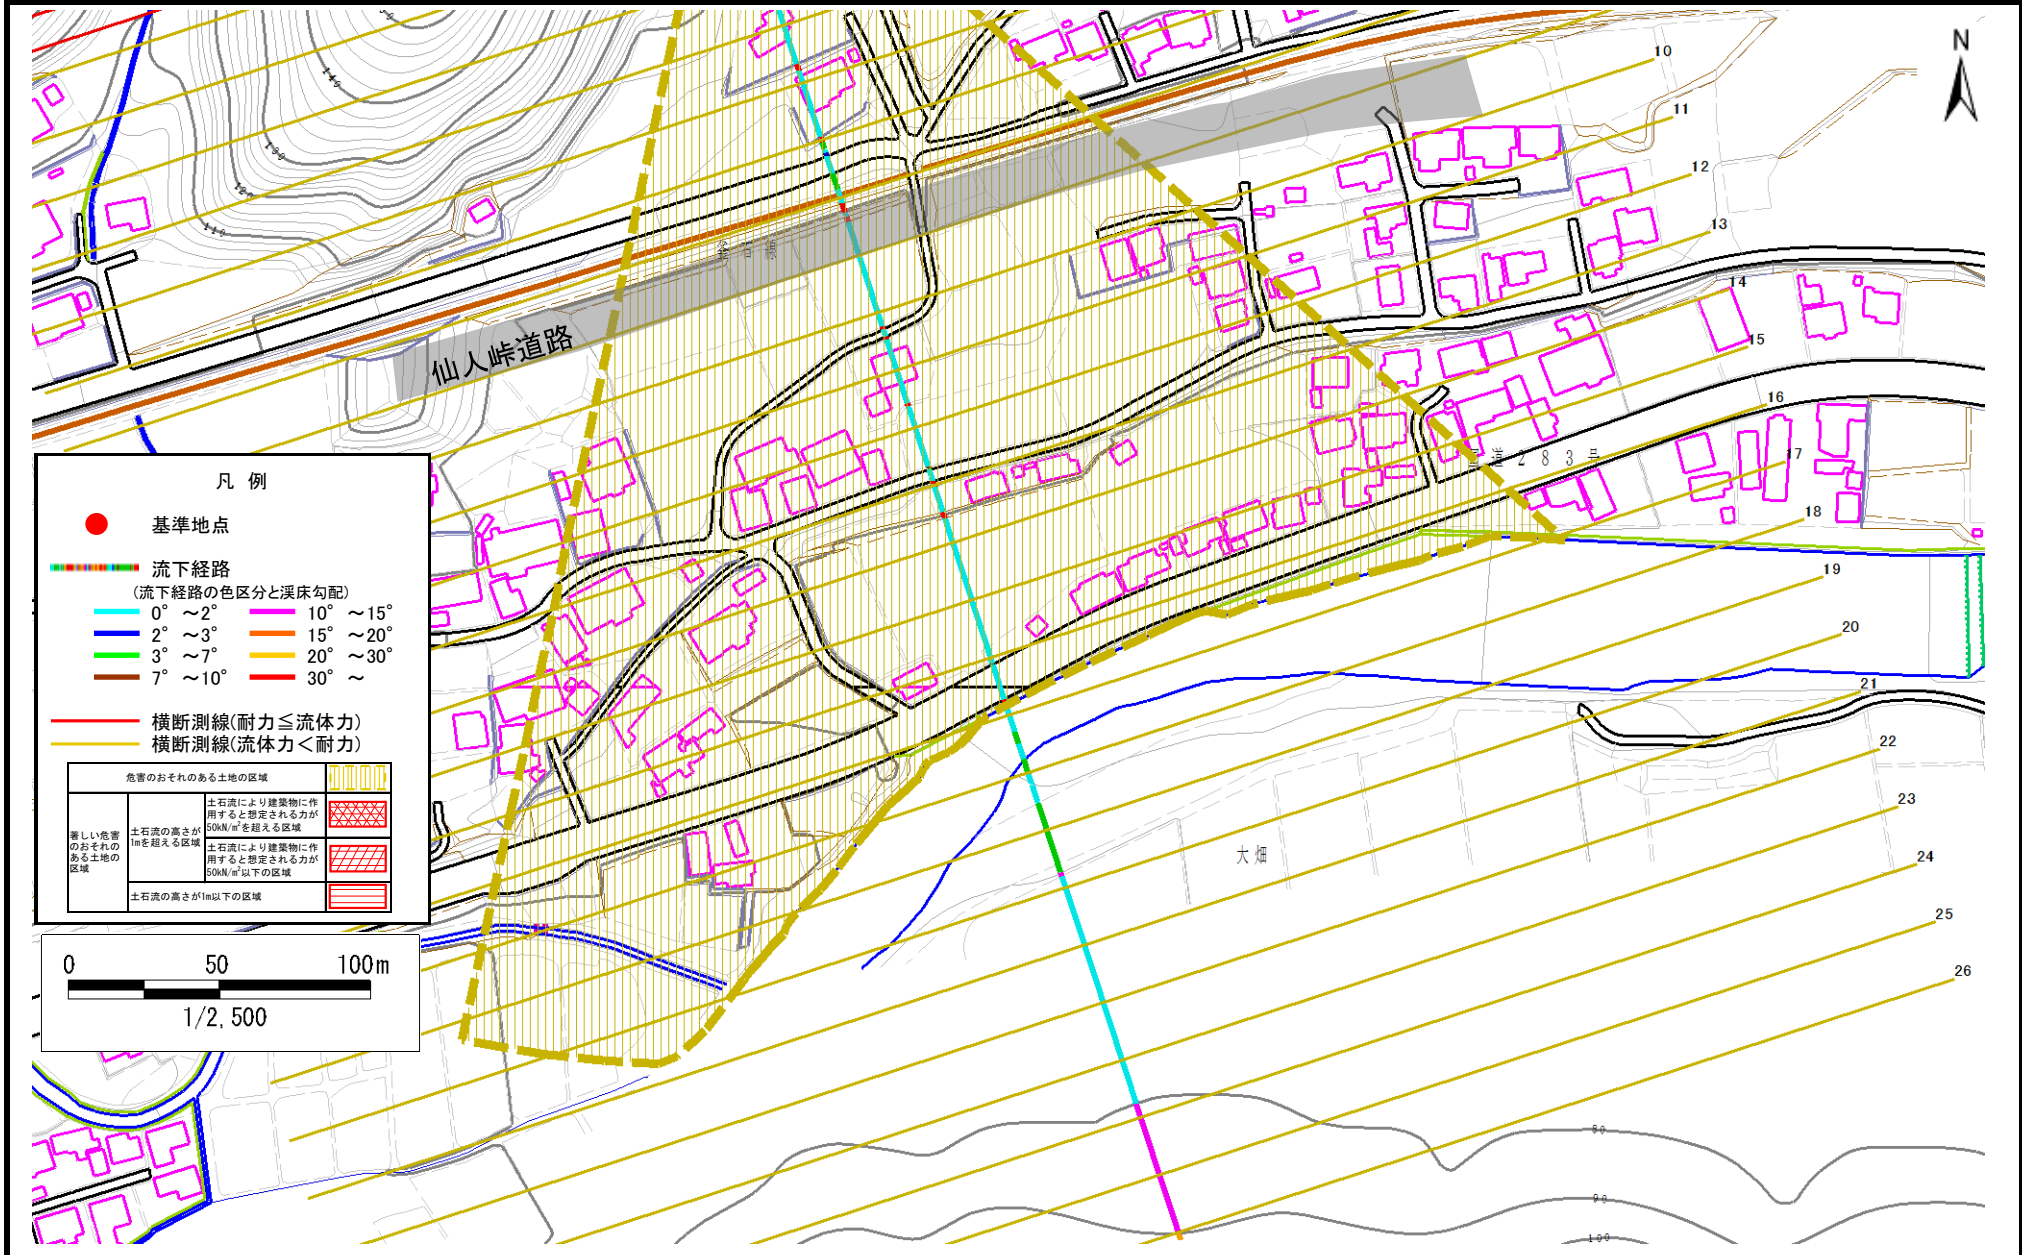 N
10
11
12
13
14
15
16
17
18
19
20
21
22
23
24
25
26
140
130
120
110
釜石線
仙人峠道路
国道283号
大畑
80
90
100
凡例
基準地点
流下経路
(流下経路の色区分と渓床勾配)
0° ～2° 10° ～15°
2° ～3° 15° ～20°
3° ～7° 20° ～30°
7° ～10° 30° ～
横断測線(耐力≦流体力)
横断測線(流体力＜耐力)
危害のおそれのある土地の区域
著しい危害
のおそれの
ある土地の
区域
土石流の高さが
1mを超える区域
土石流により建築物に作
用すると想定される力が
50kN/m²を超える区域
土石流により建築物に作
用すると想定される力が
50kN/m²以下の区域
土石流の高さが1m以下の区域
0 50 100m
1/2,500